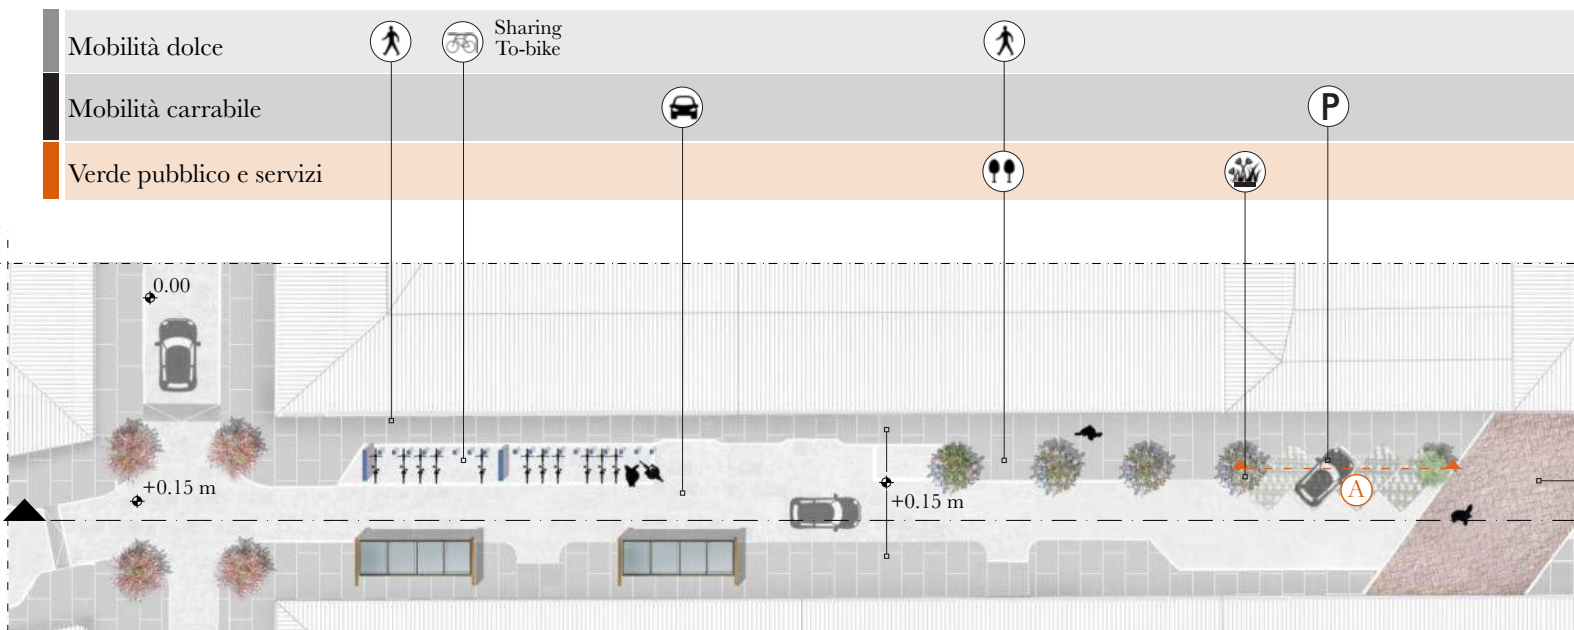 Mobilità dolce
Sharing
To-bike
Mobilità carrabile
P
Verde pubblico e servizi
0.00
+0.15 m
+0.15 m
A